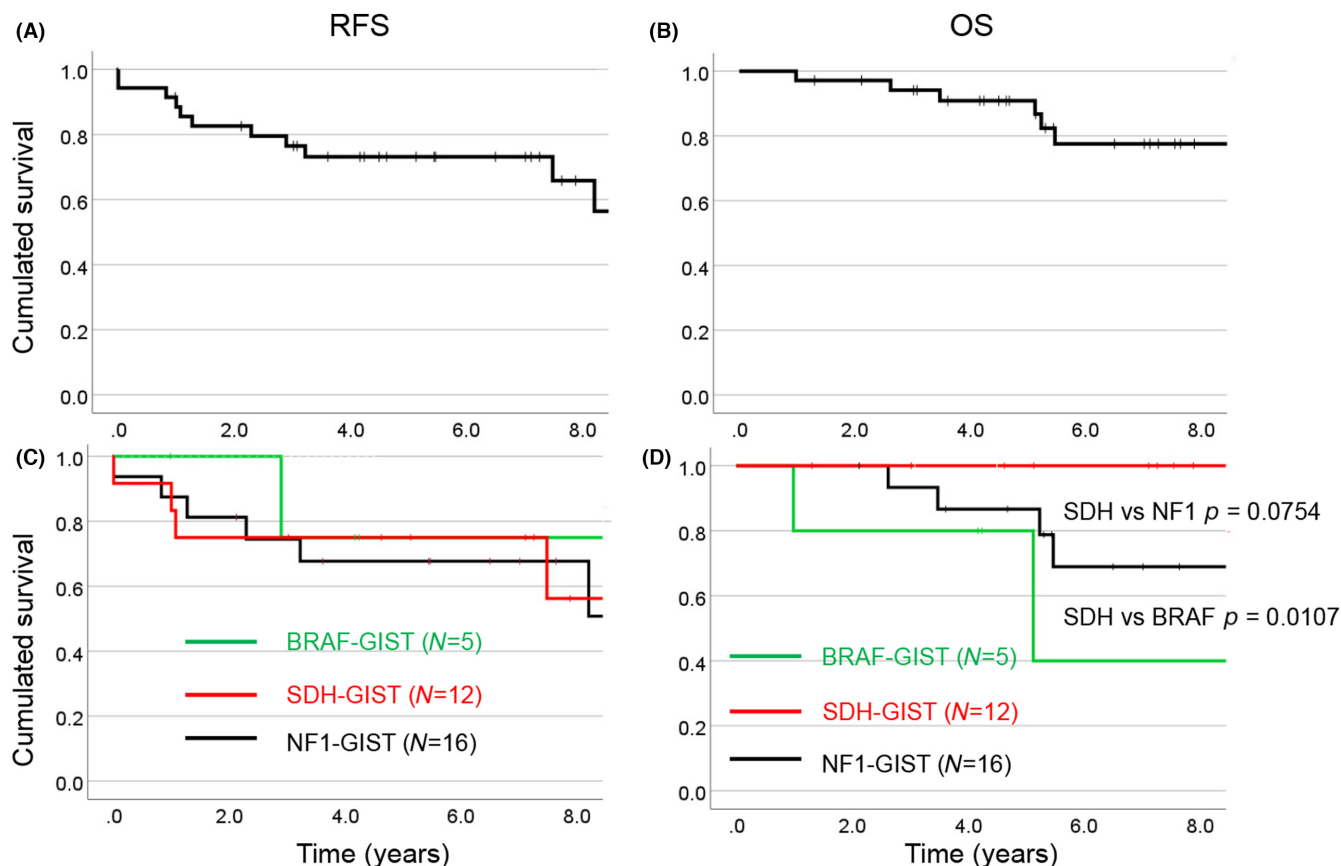 (A)
RFS
Cumulated survival
1.0
0.8
0.6
0.4
0.2
0.0
.0 2.0 4.0 6.0 8.0
(B)
OS
1.0
0.8
0.6
0.4
0.2
0.0
.0 2.0 4.0 6.0 8.0
(C)
Cumulated survival
1.0
0.8
0.6
0.4
0.2
0.0
BRAF-GIST (N=5)
SDH-GIST (N=12)
NF1-GIST (N=16)
.0 2.0 4.0 6.0 8.0
Time (years)
(D)
1.0
0.8
0.6
0.4
0.2
0.0
SDH vs NF1 p = 0.0754
SDH vs BRAF p = 0.0107
BRAF-GIST (N=5)
SDH-GIST (N=12)
NF1-GIST (N=16)
.0 2.0 4.0 6.0 8.0
Time (years)